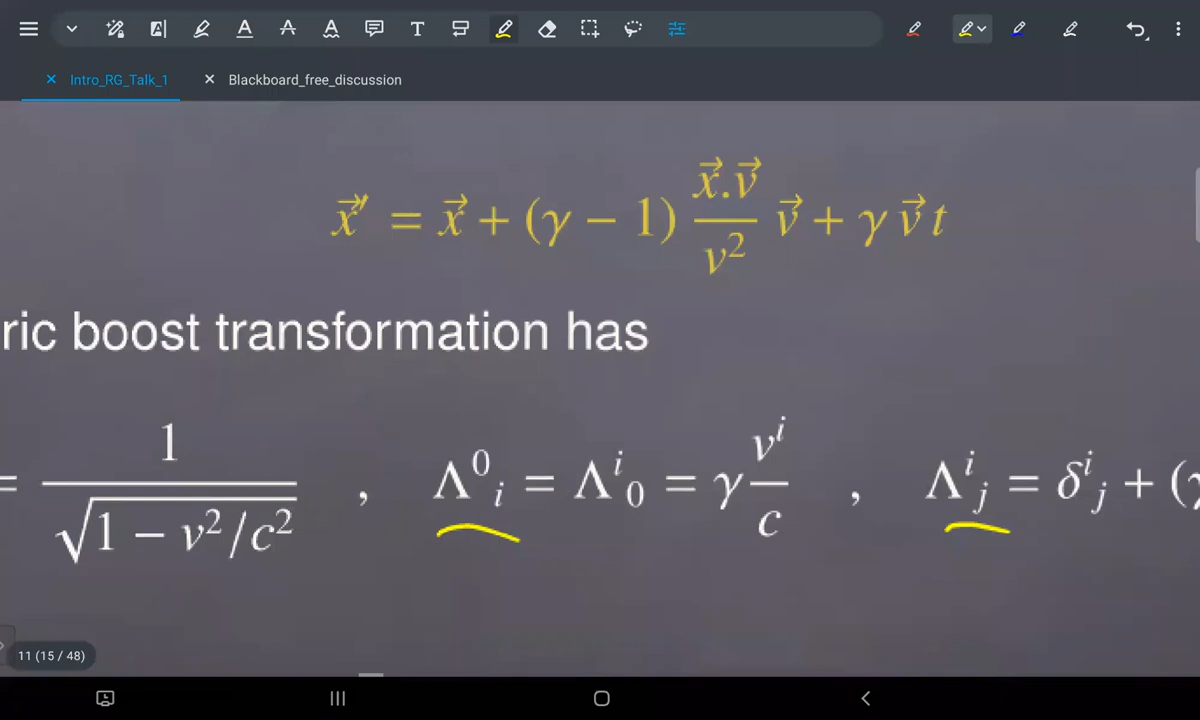 Intro_RG_Talk_1
Blackboard_free_discussion
x⃗′ = x⃗ + (γ − 1) (x⃗.v⃗ / v²) v⃗ + γ v⃗ t
ric boost transformation has
= 1 / √(1 − v²/c²) , Λ⁰ᵢ = Λⁱ₀ = γ vⁱ / c , Λⁱⱼ = δⁱⱼ + (γ
11 (15 / 48)